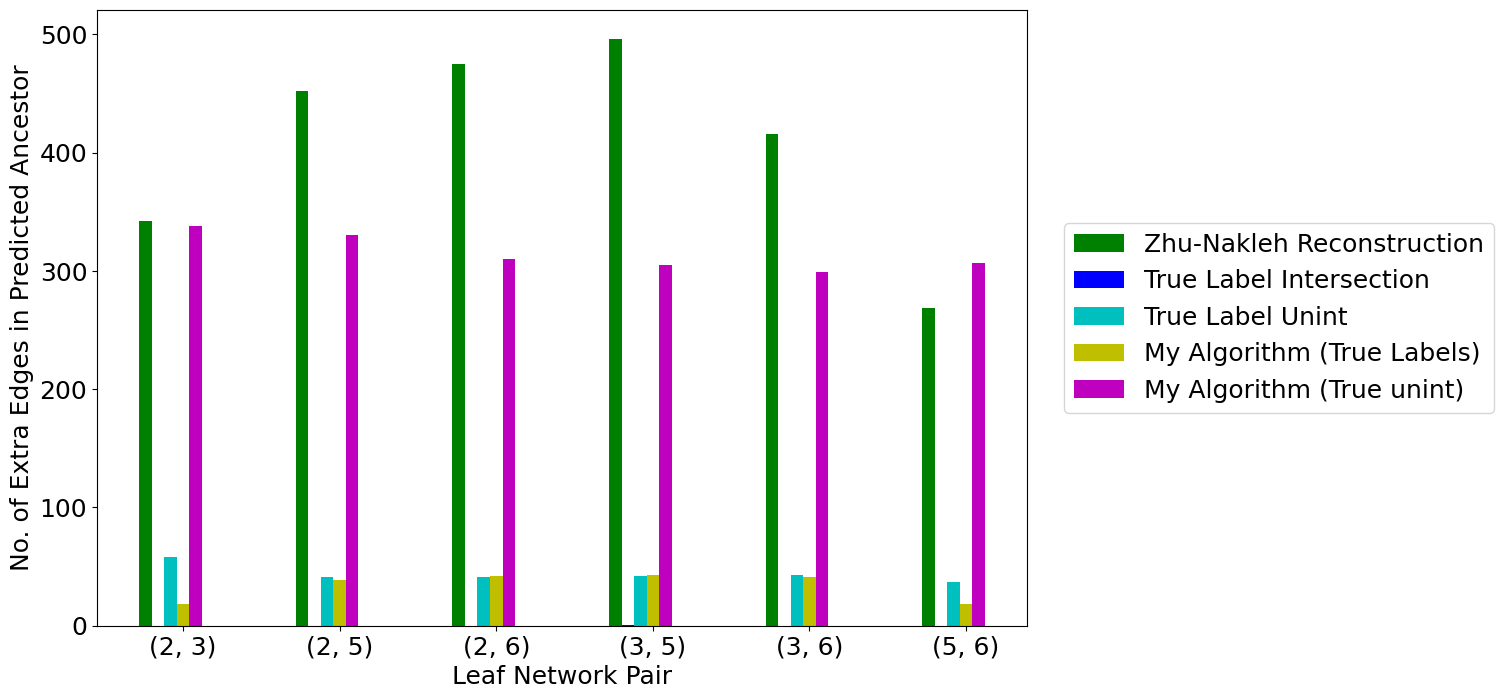 500
400
300
200
100
0
No. of Extra Edges in Predicted Ancestor
(2, 3)
(2, 5)
(2, 6)
(3, 5)
(3, 6)
(5, 6)
Leaf Network Pair
Zhu-Nakleh Reconstruction
True Label Intersection
True Label Unint
My Algorithm (True Labels)
My Algorithm (True unint)